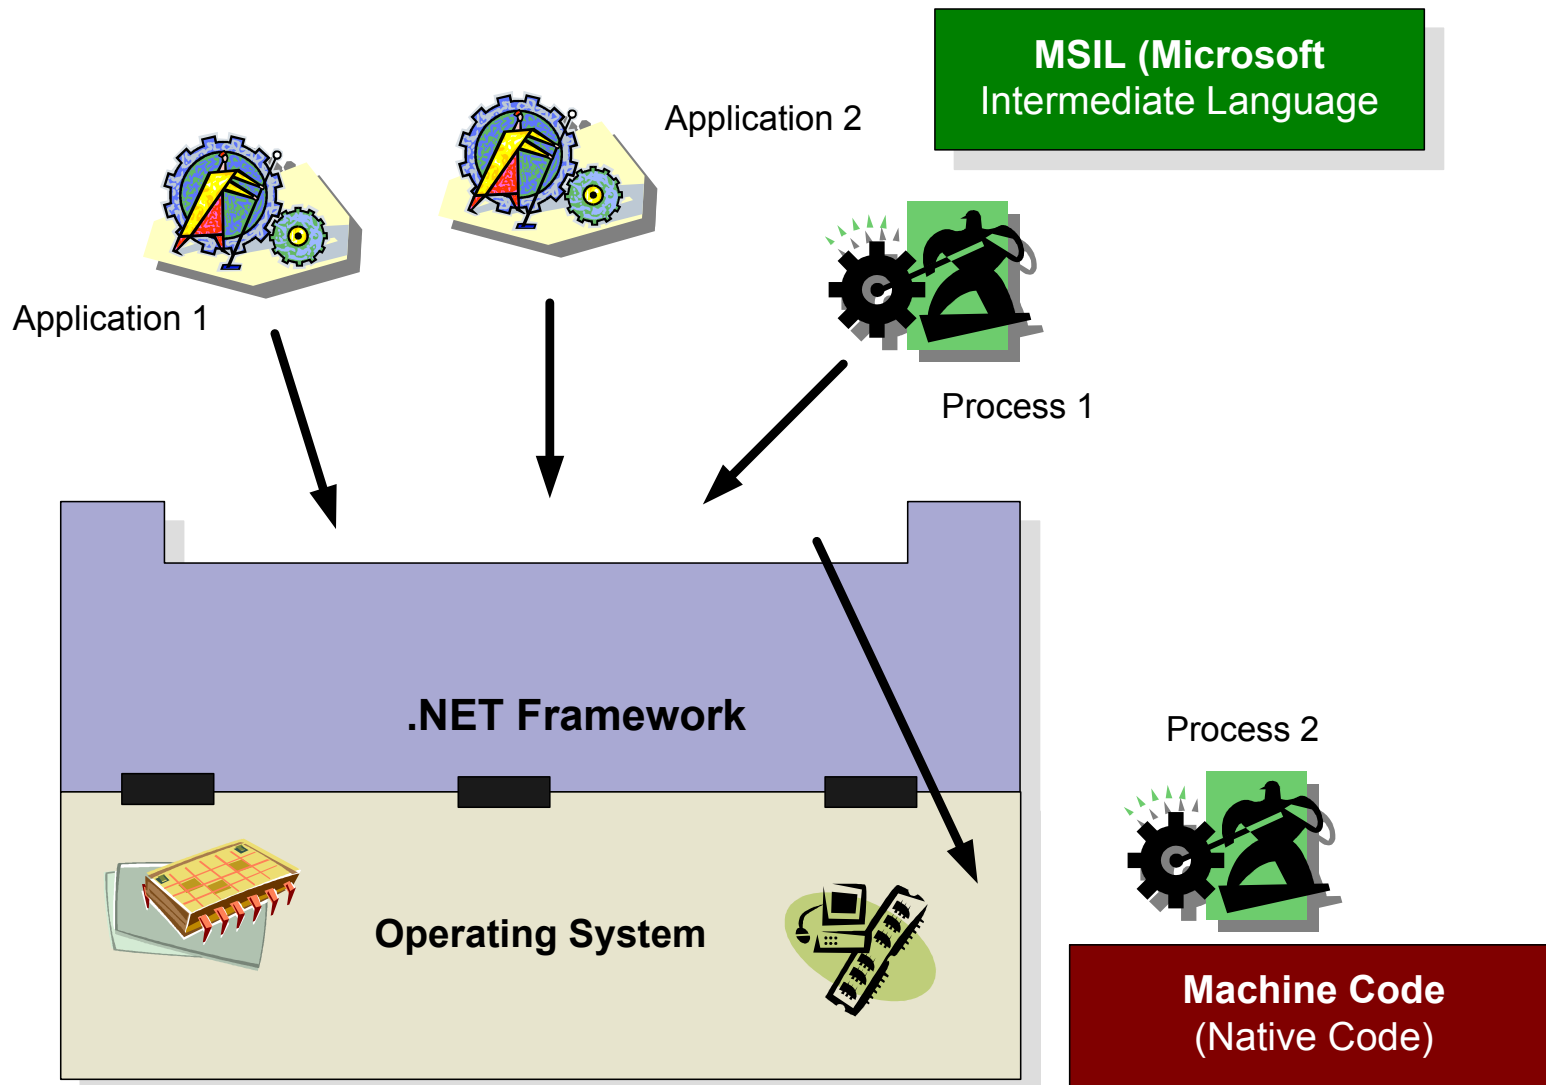 MSIL (Microsoft
Intermediate Language
Application 2
Application 1
Process 1
.NET Framework
Process 2
Operating System
Machine Code
(Native Code)